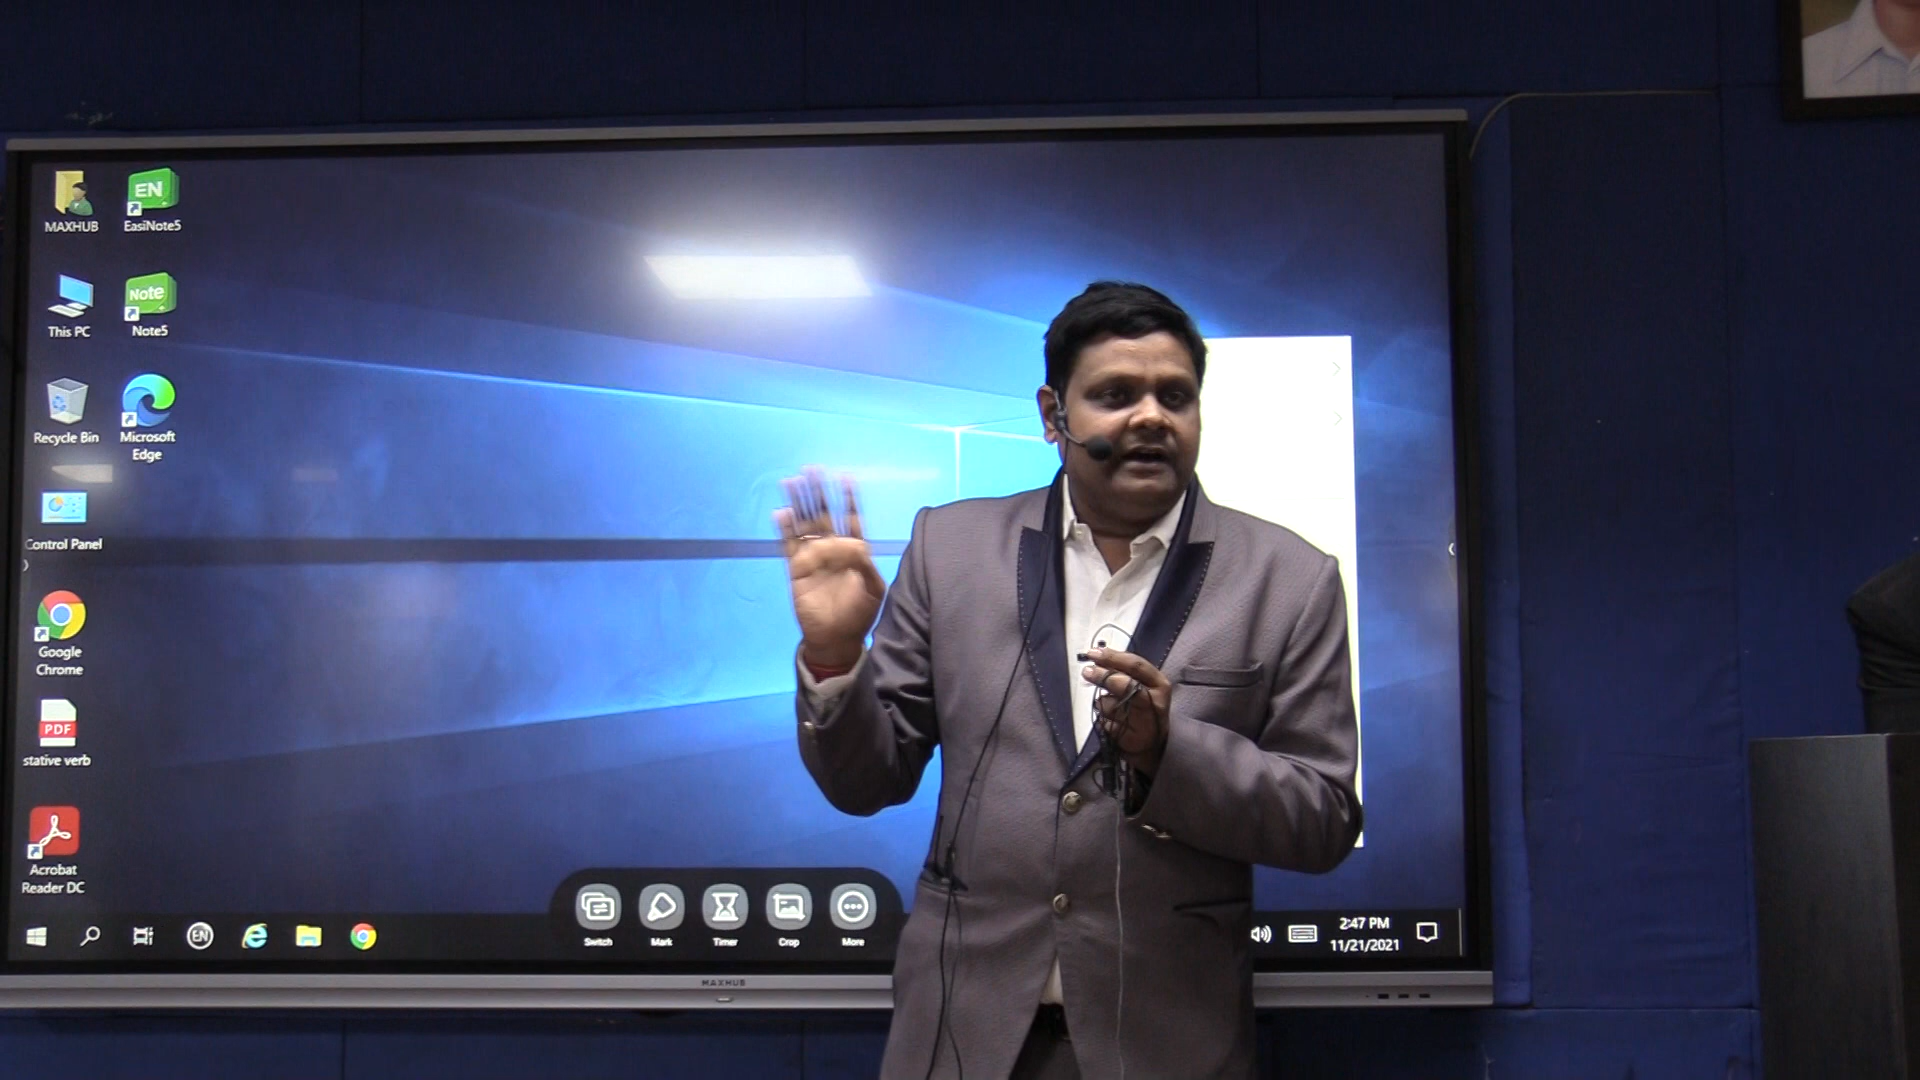 MAXHUB
EN
EasiNote5
This PC
Note
Note5
Recycle Bin
Microsoft
Edge
Control Panel
Google
Chrome
PDF
stative verb
Acrobat
Reader DC
EN
Switch
Mark
Timer
Crop
More
2:47 PM
11/21/2021
MAXHUB